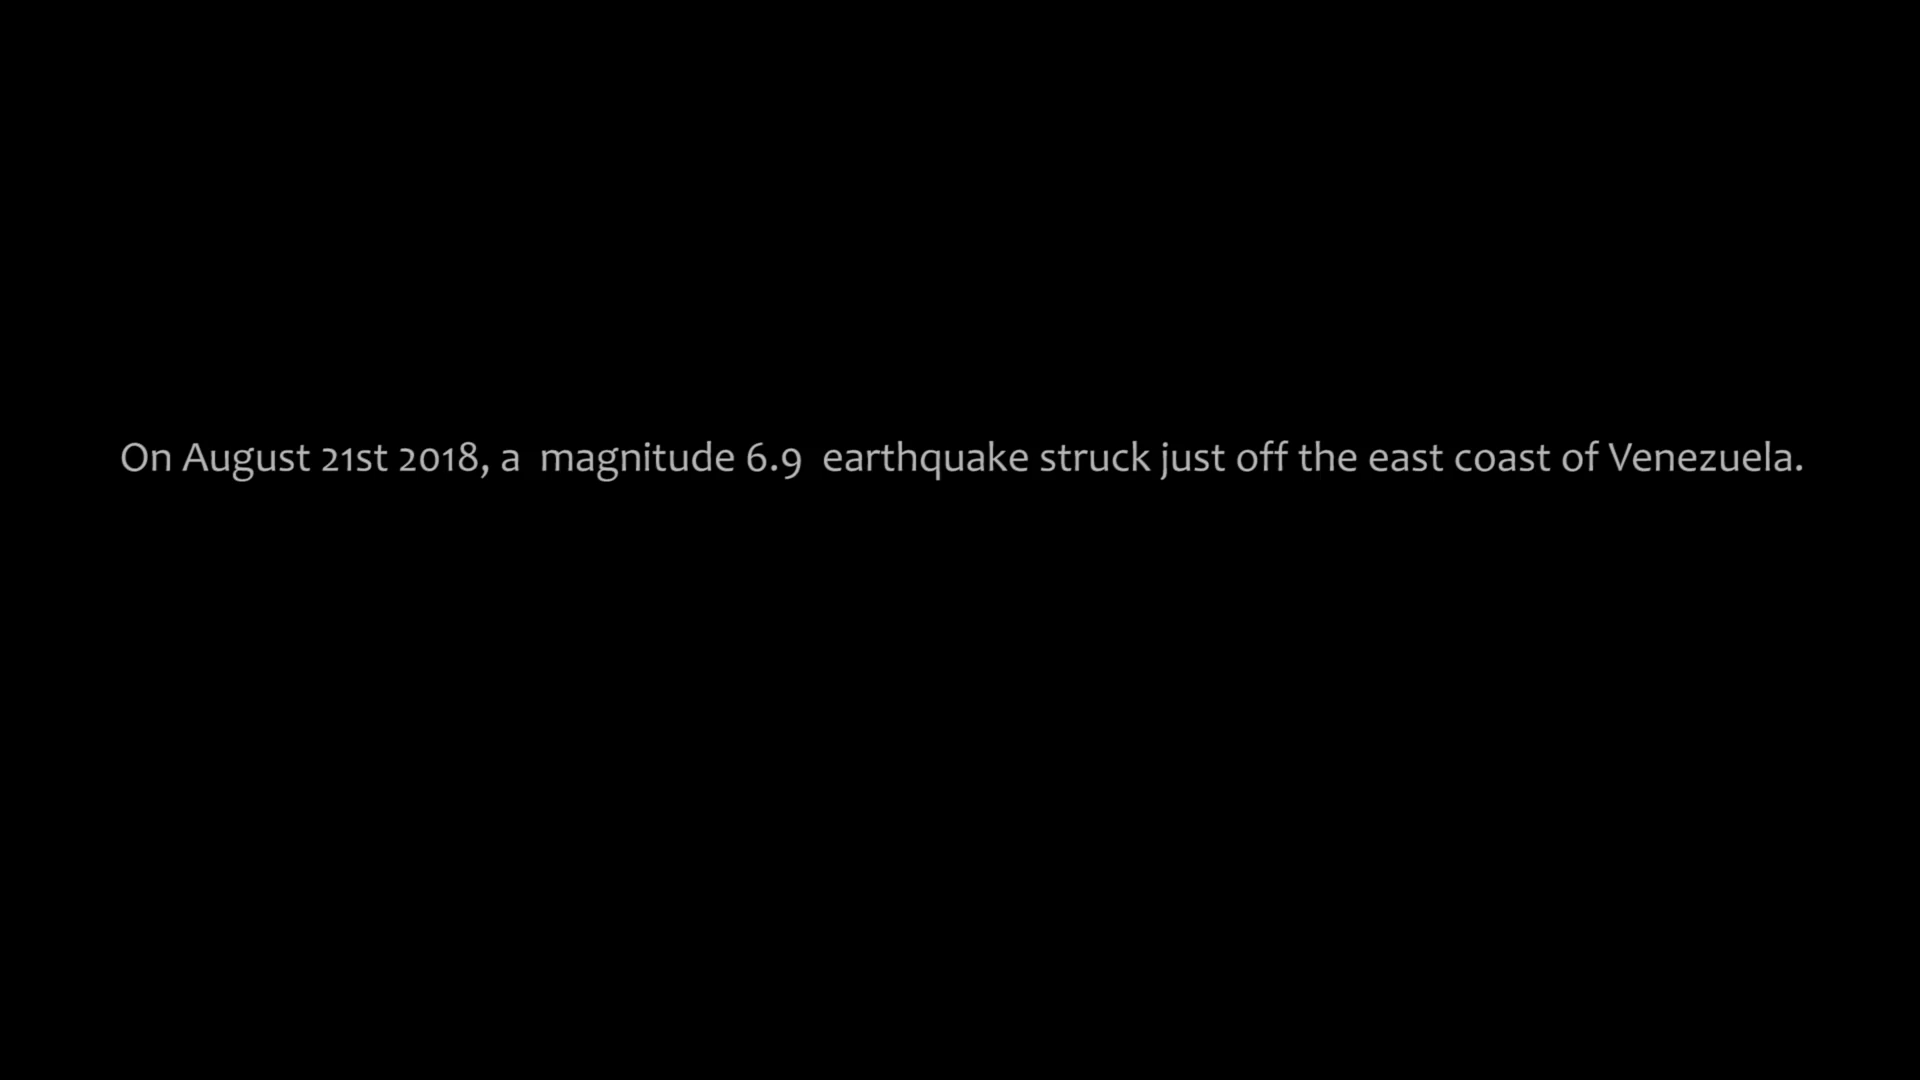 On August 21st 2018, a  magnitude 6.9  earthquake struck just off the east coast of Venezuela.